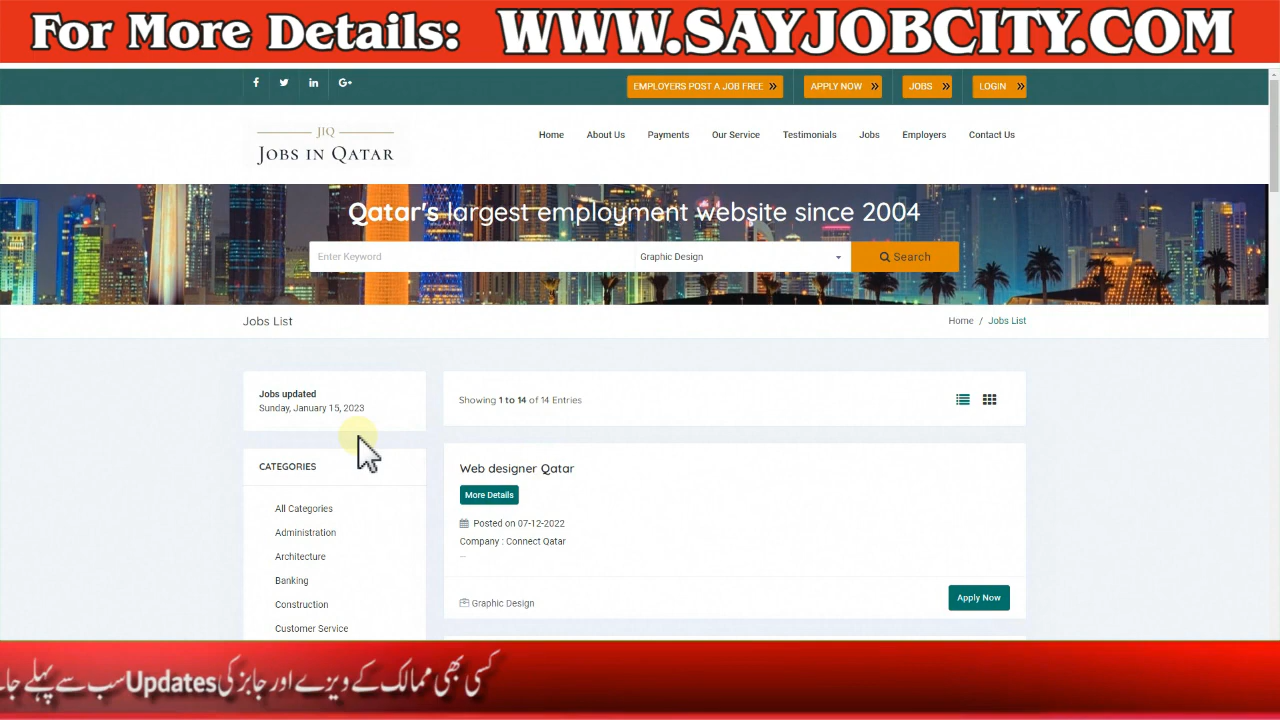 For More Details: WWW.SAYJOBCITY.COM
EMPLOYERS POST A JOB FREE » APPLY NOW » JOBS » LOGIN »
JIQ
JOBS IN QATAR
Home About Us Payments Our Service Testimonials Jobs Employers Contact Us
Qatar's largest employment website since 2004
Enter Keyword Graphic Design Search
Jobs List Home / Jobs List
Jobs updated
Sunday, January 15, 2023
Showing 1 to 14 of 14 Entries
CATEGORIES
All Categories
Administration
Architecture
Banking
Construction
Customer Service
Web designer Qatar
More Details
Posted on 07-12-2022
Company : Connect Qatar
...
Graphic Design Apply Now
کسی بھی ممالک کے ویزے اور جابز کی Updates سب سے پہلے